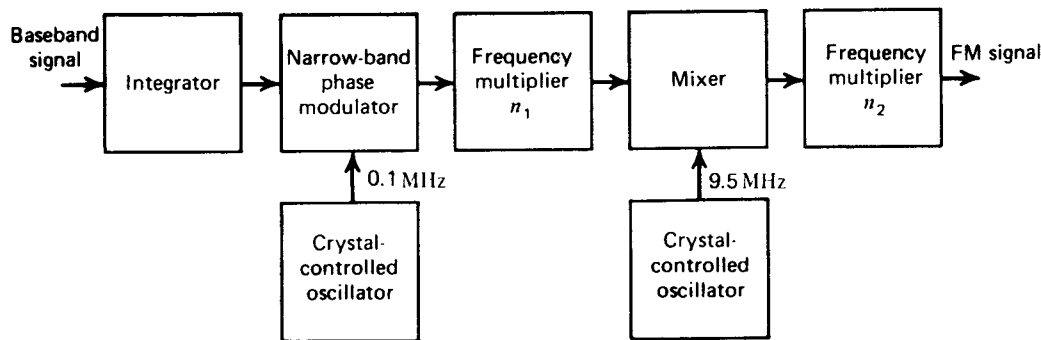 Baseband
signal
Integrator
Narrow-band
phase
modulator
Frequency
multiplier
n₁
Mixer
Frequency
multiplier
n₂
FM signal
0.1 MHz
9.5 MHz
Crystal-
controlled
oscillator
Crystal-
controlled
oscillator